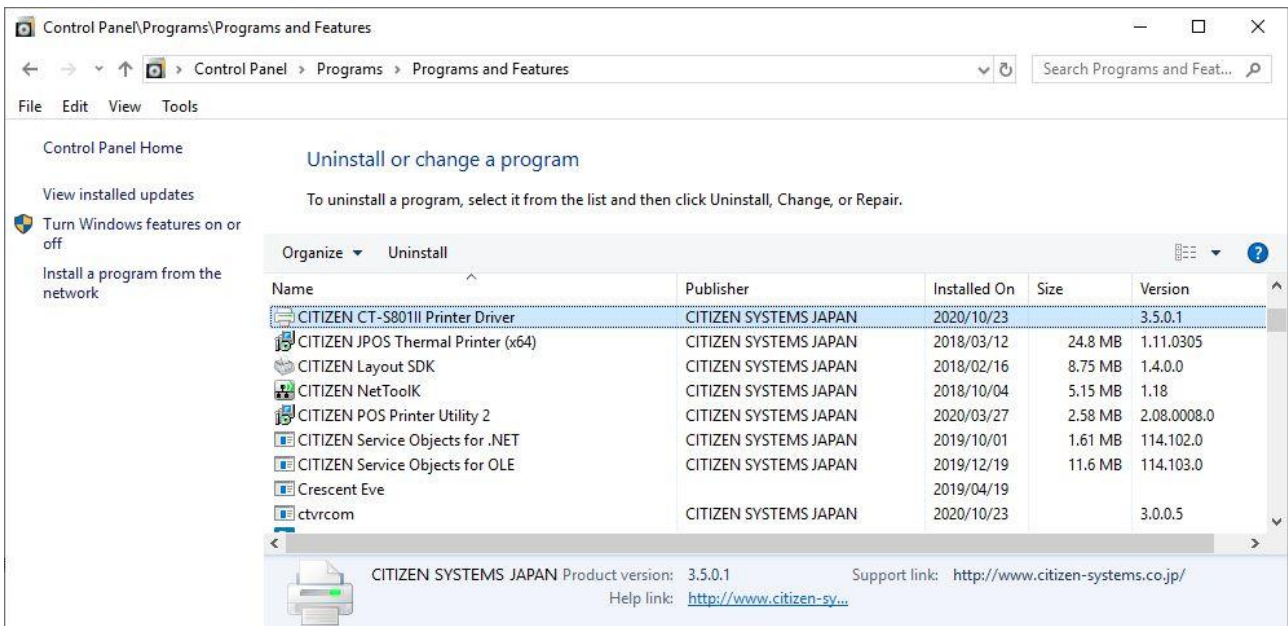 Control Panel\Programs\Programs and Features
Control Panel > Programs > Programs and Features
Search Programs and Feat...
File Edit View Tools
Control Panel Home
View installed updates
Turn Windows features on or
off
Install a program from the
network
Uninstall or change a program
To uninstall a program, select it from the list and then click Uninstall, Change, or Repair.
Organize Uninstall
Name Publisher Installed On Size Version
CITIZEN CT-S801II Printer Driver CITIZEN SYSTEMS JAPAN 2020/10/23 3.5.0.1
CITIZEN JPOS Thermal Printer (x64) CITIZEN SYSTEMS JAPAN 2018/03/12 24.8 MB 1.11.0305
CITIZEN Layout SDK CITIZEN SYSTEMS JAPAN 2018/02/16 8.75 MB 1.4.0.0
CITIZEN NetToolK CITIZEN SYSTEMS JAPAN 2018/10/04 5.15 MB 1.18
CITIZEN POS Printer Utility 2 CITIZEN SYSTEMS JAPAN 2020/03/27 2.58 MB 2.08.0008.0
CITIZEN Service Objects for .NET CITIZEN SYSTEMS JAPAN 2019/10/01 1.61 MB 114.102.0
CITIZEN Service Objects for OLE CITIZEN SYSTEMS JAPAN 2019/12/19 11.6 MB 114.103.0
Crescent Eve 2019/04/19
ctvrcom CITIZEN SYSTEMS JAPAN 2020/10/23 3.0.0.5
CITIZEN SYSTEMS JAPAN Product version: 3.5.0.1 Support link: http://www.citizen-systems.co.jp/
Help link: http://www.citizen-sy...